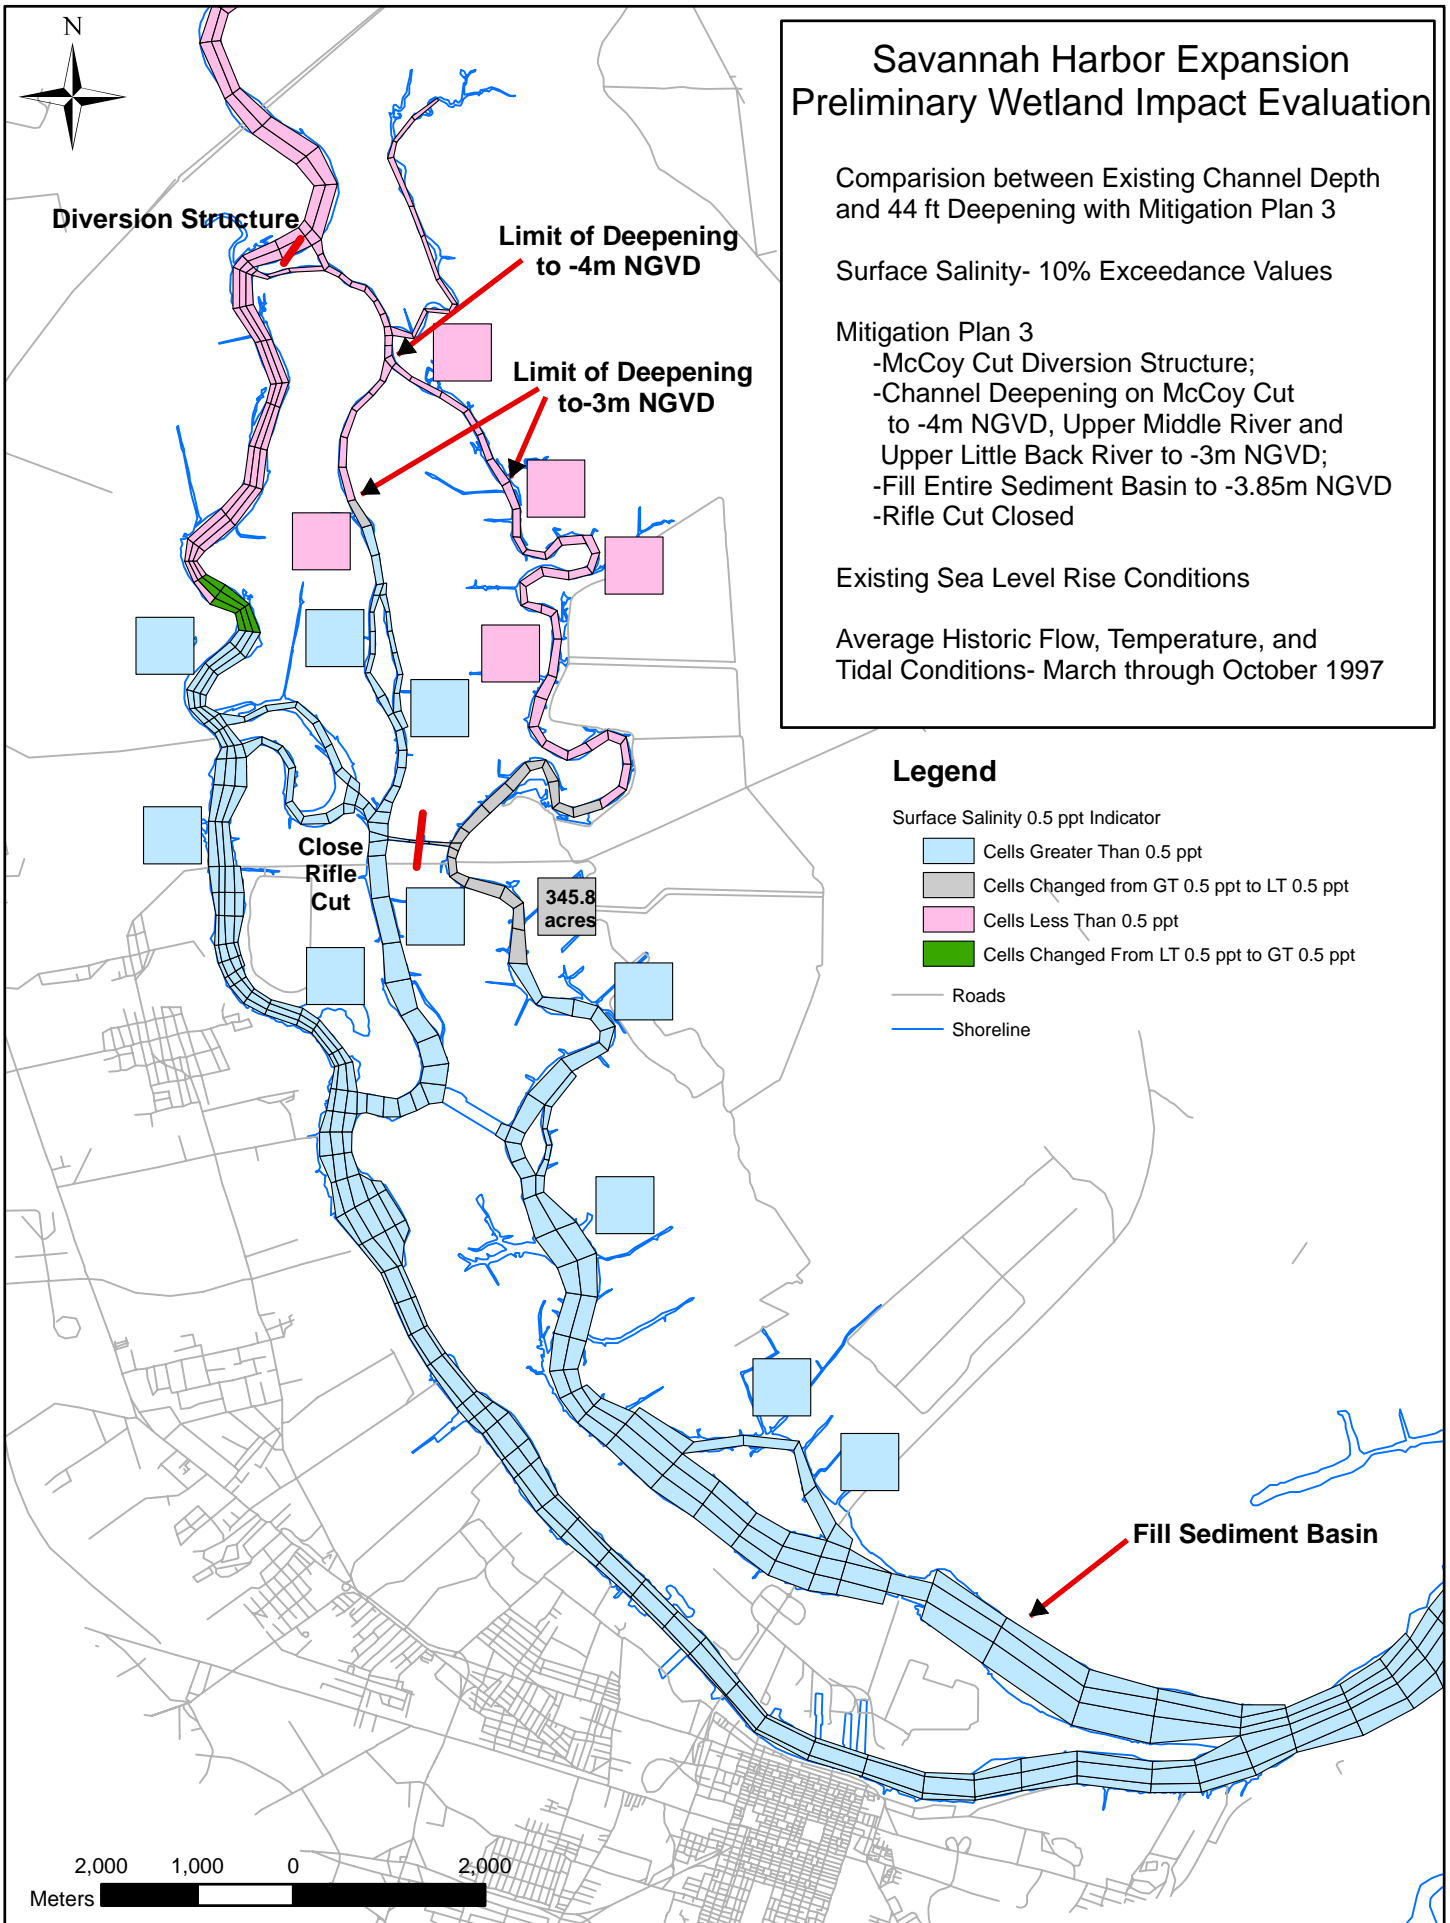 N
Savannah Harbor Expansion
Preliminary Wetland Impact Evaluation
Comparision between Existing Channel Depth
and 44 ft Deepening with Mitigation Plan 3
Surface Salinity- 10% Exceedance Values
Mitigation Plan 3
-McCoy Cut Diversion Structure;
-Channel Deepening on McCoy Cut
to -4m NGVD, Upper Middle River and
Upper Little Back River to -3m NGVD;
-Fill Entire Sediment Basin to -3.85m NGVD
-Rifle Cut Closed
Existing Sea Level Rise Conditions
Average Historic Flow, Temperature, and
Tidal Conditions- March through October 1997
Diversion Structure
Limit of Deepening
to -4m NGVD
Limit of Deepening
to-3m NGVD
Legend
Surface Salinity 0.5 ppt Indicator
Cells Greater Than 0.5 ppt
Cells Changed from GT 0.5 ppt to LT 0.5 ppt
Cells Less Than 0.5 ppt
Cells Changed From LT 0.5 ppt to GT 0.5 ppt
Roads
Shoreline
Close
Rifle
Cut
345.8
acres
Fill Sediment Basin
2,000 1,000 0 2,000
Meters